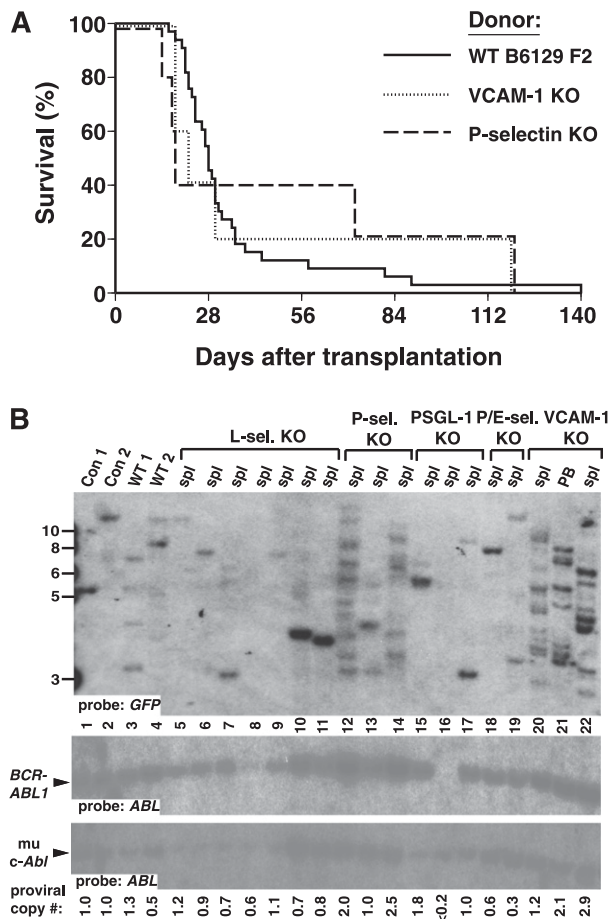 A
Donor:
WT B6129 F2
VCAM-1 KO
P-selectin KO
Survival (%)
100
80
60
40
20
0
0 28 56 84 112 140
Days after transplantation
B
P-sel. PSGL-1 P/E-sel. VCAM-1
L-sel. KO KO KO KO KO
Con 1 Con 2 WT 1 WT 2 spl spl spl spl spl spl spl spl spl spl spl spl spl spl spl spl PB spl
10
8
6
5
3
probe: GFP
1 2 3 4 5 6 7 8 9 10 11 12 13 14 15 16 17 18 19 20 21 22
BCR-
ABL1
probe: ABL
mu
c-Abl
probe: ABL
proviral
copy #:
1.0 1.0 1.3 0.5 1.2 0.9 0.7 0.6 1.1 0.7 0.8 2.0 1.0 2.5 1.8 <0.2 1.0 0.6 0.3 1.2 2.1 2.9